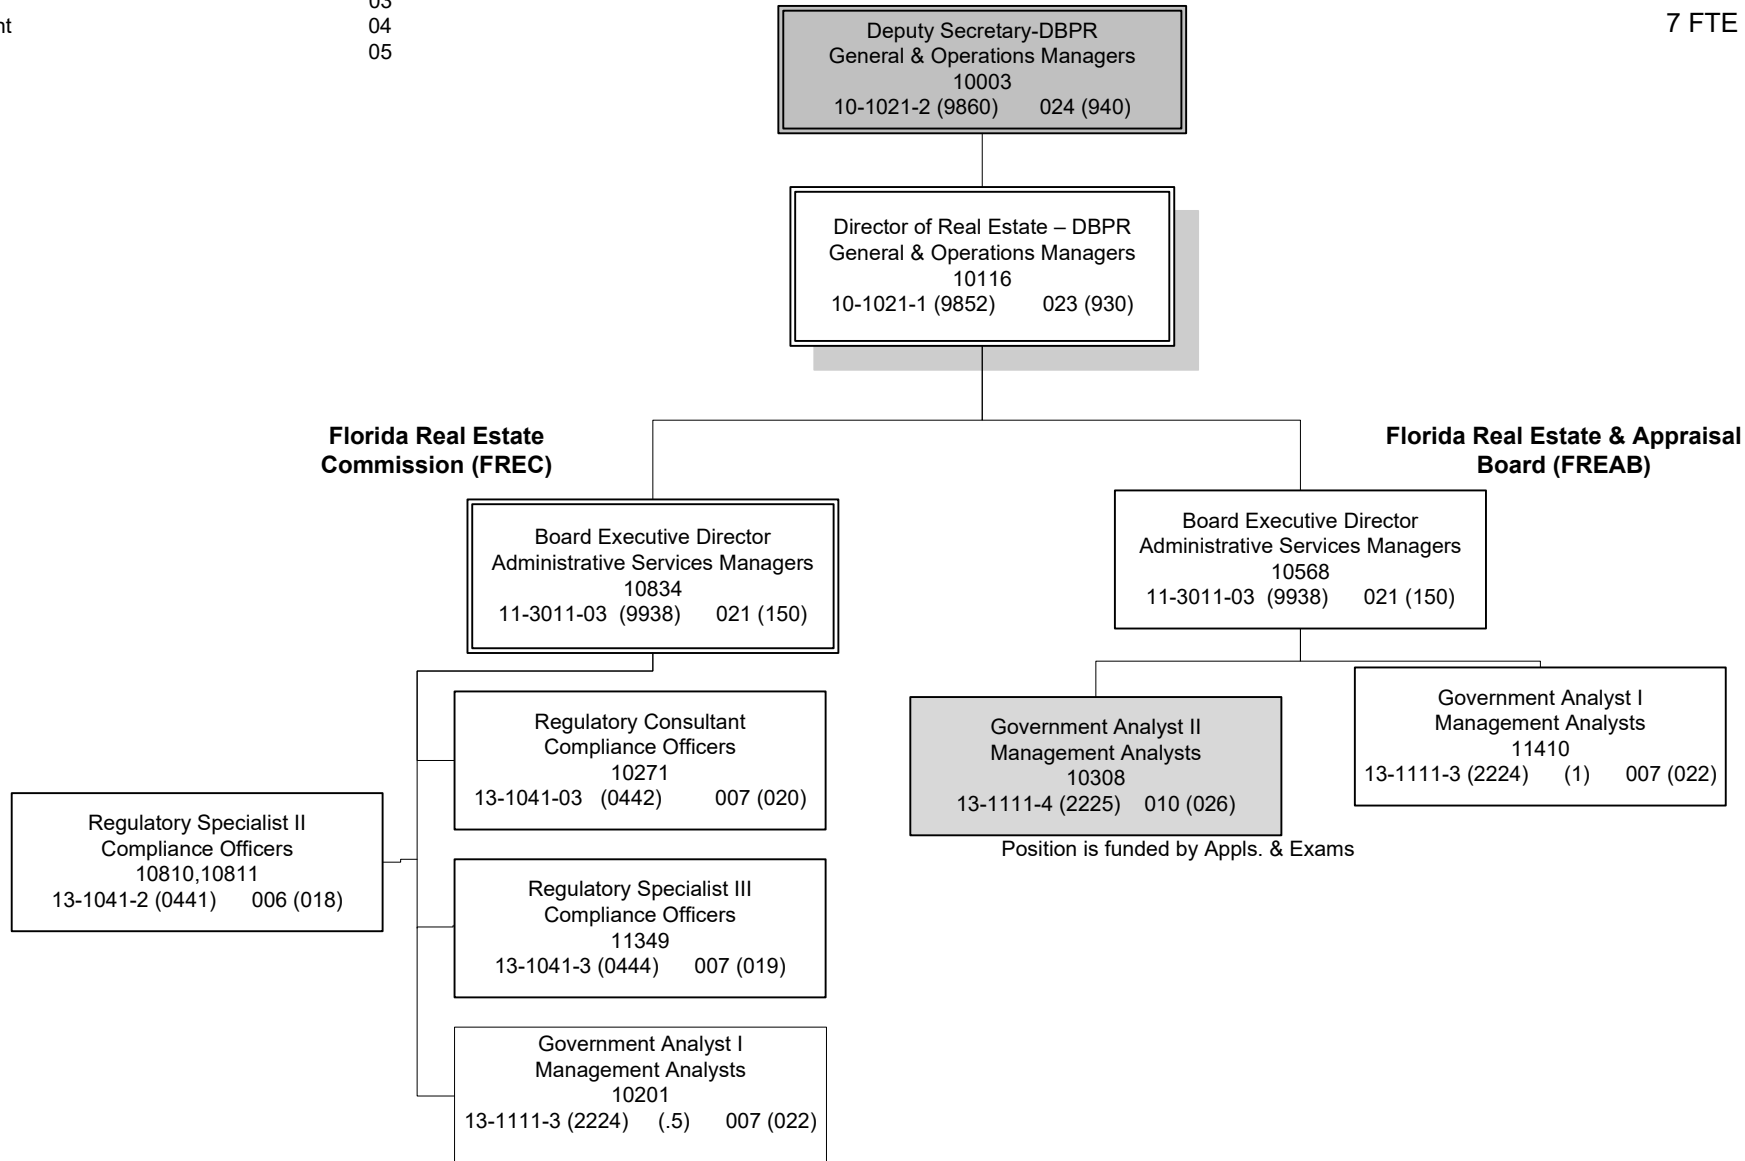 03
nt
04
05
7 FTE
Deputy Secretary-DBPR
General & Operations Managers
10003
10-1021-2 (9860) 024 (940)
Director of Real Estate – DBPR
General & Operations Managers
10116
10-1021-1 (9852) 023 (930)
Florida Real Estate
Commission (FREC)
Florida Real Estate & Appraisal
Board (FREAB)
Board Executive Director
Administrative Services Managers
10834
11-3011-03 (9938) 021 (150)
Board Executive Director
Administrative Services Managers
10568
11-3011-03 (9938) 021 (150)
Regulatory Consultant
Compliance Officers
10271
13-1041-03 (0442) 007 (020)
Government Analyst II
Management Analysts
10308
13-1111-4 (2225) 010 (026)
Position is funded by Appls. & Exams
Government Analyst I
Management Analysts
11410
13-1111-3 (2224) (1) 007 (022)
Regulatory Specialist II
Compliance Officers
10810,10811
13-1041-2 (0441) 006 (018)
Regulatory Specialist III
Compliance Officers
11349
13-1041-3 (0444) 007 (019)
Government Analyst I
Management Analysts
10201
13-1111-3 (2224) (.5) 007 (022)